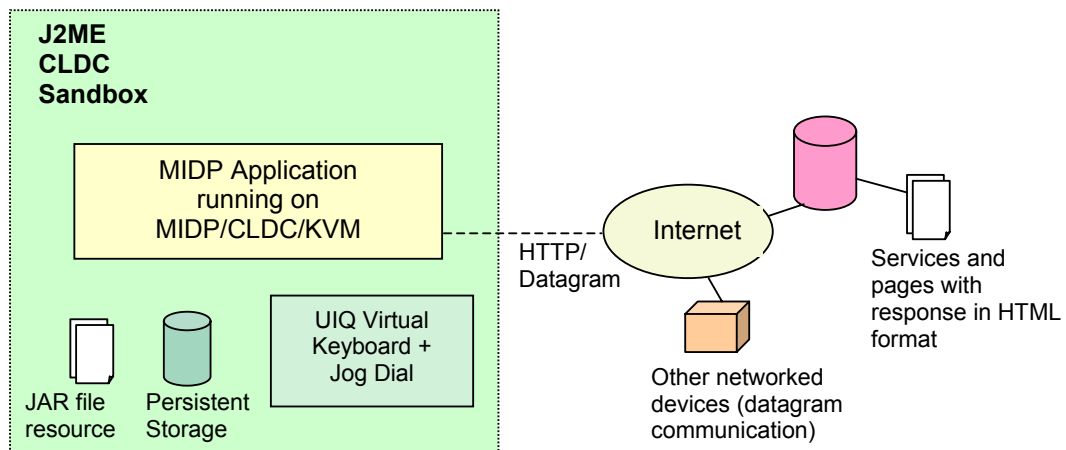 J2ME
CLDC
Sandbox
MIDP Application
running on
MIDP/CLDC/KVM
HTTP/
Datagram
Internet
Services and
pages with
response in HTML
format
UIQ Virtual
Keyboard +
Jog Dial
JAR file
resource
Persistent
Storage
Other networked
devices (datagram
communication)